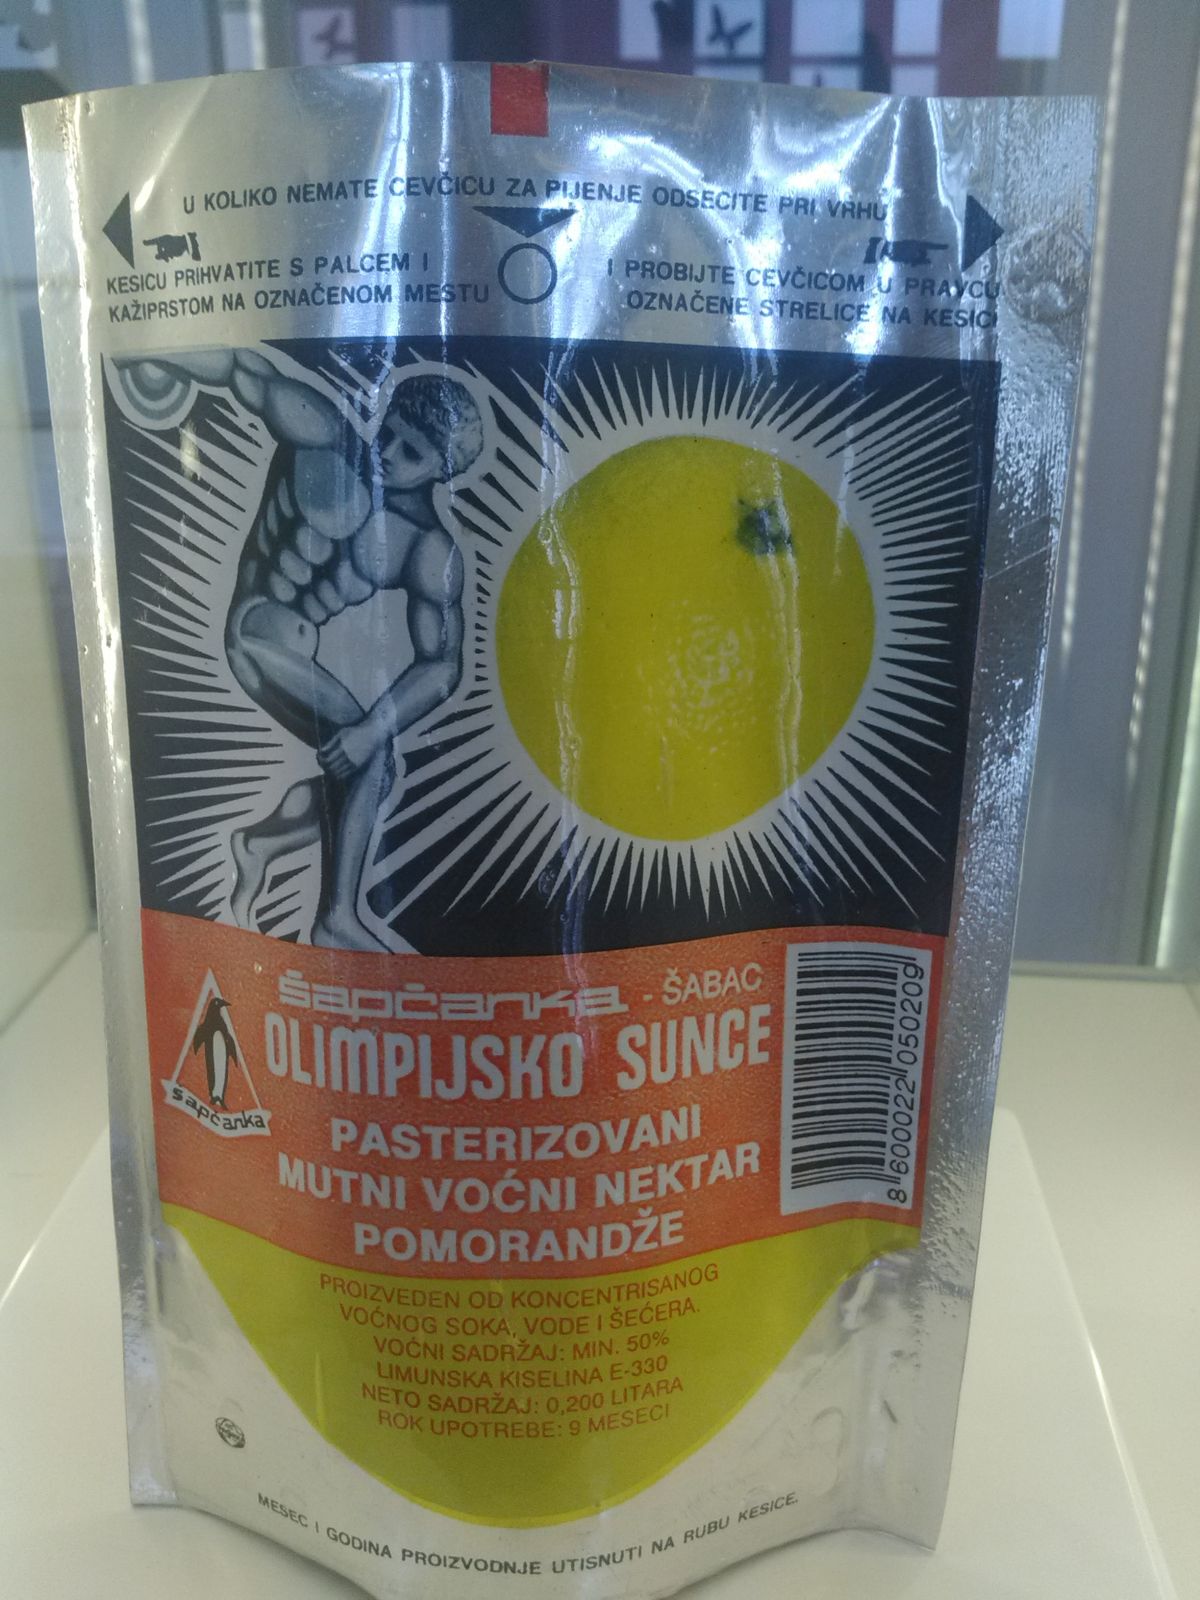 U KOLIKO NEMATE CEVČICU ZA PIJENJE ODSECITE PRI VRHU
KESICU PRIHVATITE S PALCEM I
KAŽIPRSTOM NA OZNAČENOM MESTU
I PROBIJTE CEVČICOM U PRAVCU
OZNAČENE STRELICE NA KESICI
šapčanka - ŠABAC
OLIMPIJSKO SUNCE
šapčanka
PASTERIZOVANI
MUTNI VOĆNI NEKTAR
POMORANDŽE
8 600022 050209
PROIZVEDEN OD KONCENTRISANOG
VOĆNOG SOKA, VODE I ŠEĆERA.
VOĆNI SADRŽAJ: MIN. 50%
LIMUNSKA KISELINA E-330
NETO SADRŽAJ: 0,200 LITARA
ROK UPOTREBE: 9 MESECI
MESEC I GODINA PROIZVODNJE UTISNUTI NA RUBU KESICE.